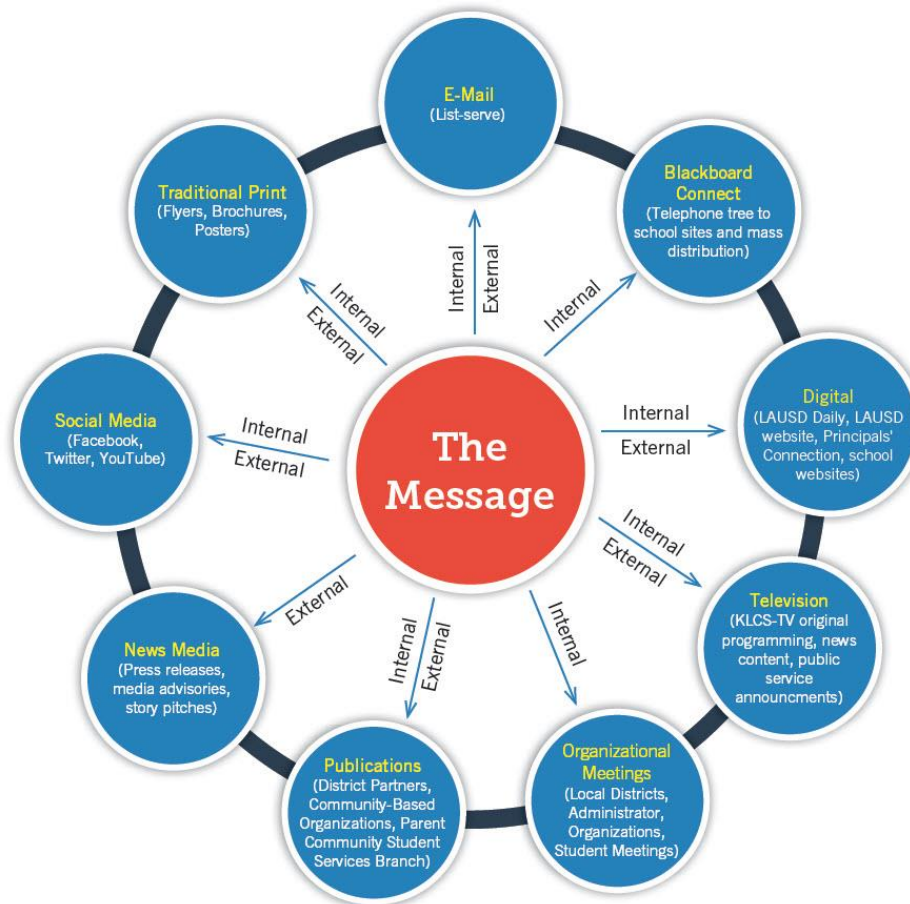 E-Mail
(List-serve)
Blackboard
Connect
(Telephone tree to
school sites and mass
distribution)
Digital
(LAUSD Daily, LAUSD
website, Principals'
Connection, school
websites)
Television
(KLCS-TV original
programming, news
content, public
service
announcments)
Organizational
Meetings
(Local Districts,
Administrator,
Organizations,
Student Meetings)
Publications
(District Partners,
Community-Based
Organizations, Parent
Community Student
Services Branch)
News Media
(Press releases,
media advisories,
story pitches)
Social Media
(Facebook,
Twitter, YouTube)
Traditional Print
(Flyers, Brochures,
Posters)
The
Message
Internal
External
Internal
Internal
External
Internal
External
Internal
Internal
External
External
Internal
External
Internal
External